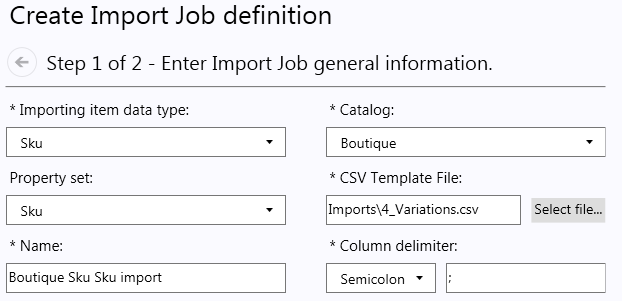 Create Import Job definition
Step 1 of 2 - Enter Import Job general information.
* Importing item data type:
* Catalog:
Sku
Boutique
Property set:
* CSV Template File:
Sku
Imports\4_Variations.csv
Select file...
* Name:
* Column delimiter:
Boutique Sku Sku import
Semicolon
;